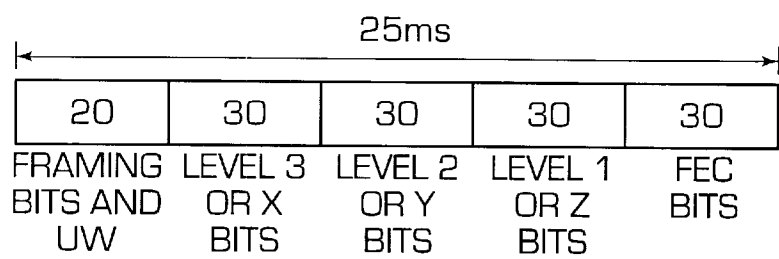 25ms
20 30 30 30 30
FRAMING LEVEL 3 LEVEL 2 LEVEL 1 FEC
BITS AND OR X OR Y OR Z BITS
UW BITS BITS BITS